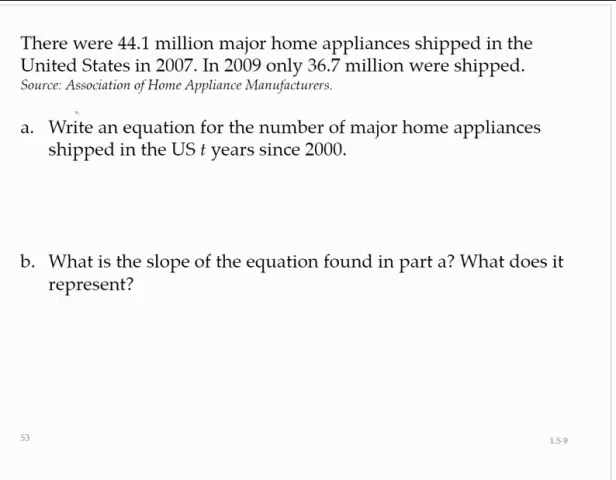 There were 44.1 million major home appliances shipped in the
United States in 2007. In 2009 only 36.7 million were shipped.
Source: Association of Home Appliance Manufacturers.
a. Write an equation for the number of major home appliances
shipped in the US t years since 2000.
b. What is the slope of the equation found in part a? What does it
represent?
53
1.5-9